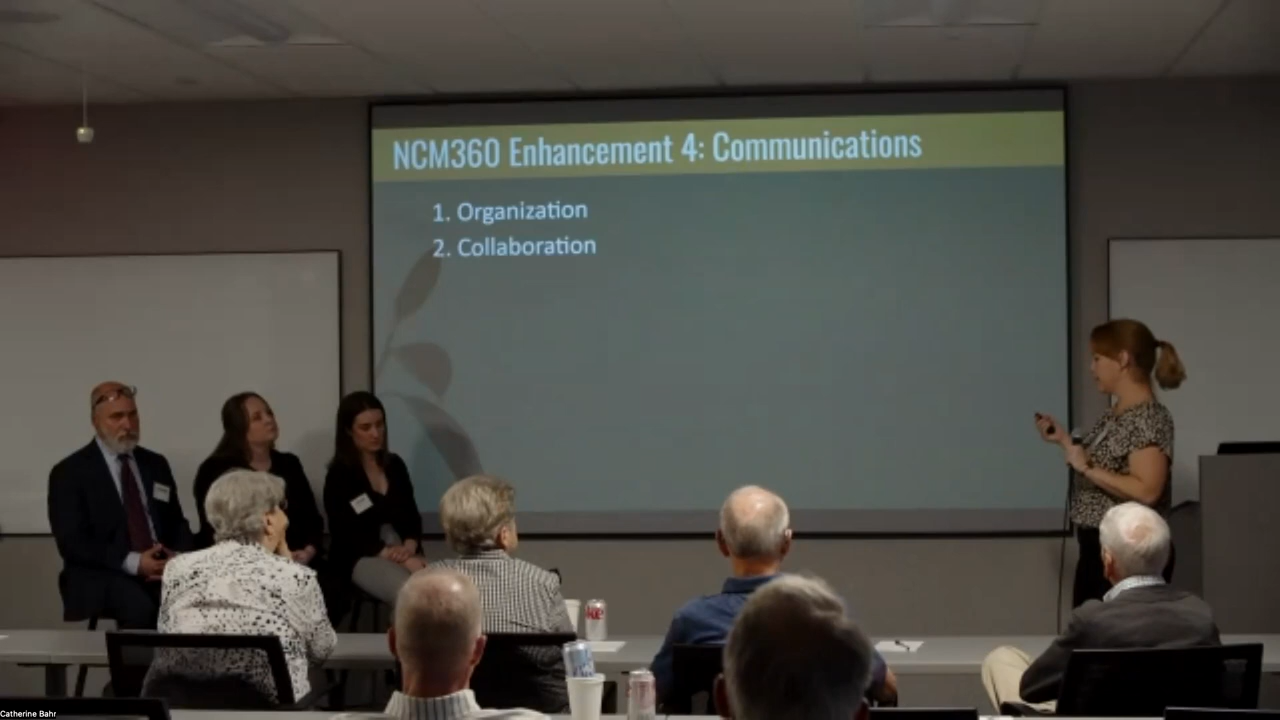 NCM360 Enhancement 4: Communications
1. Organization
2. Collaboration
Catherine Bahr